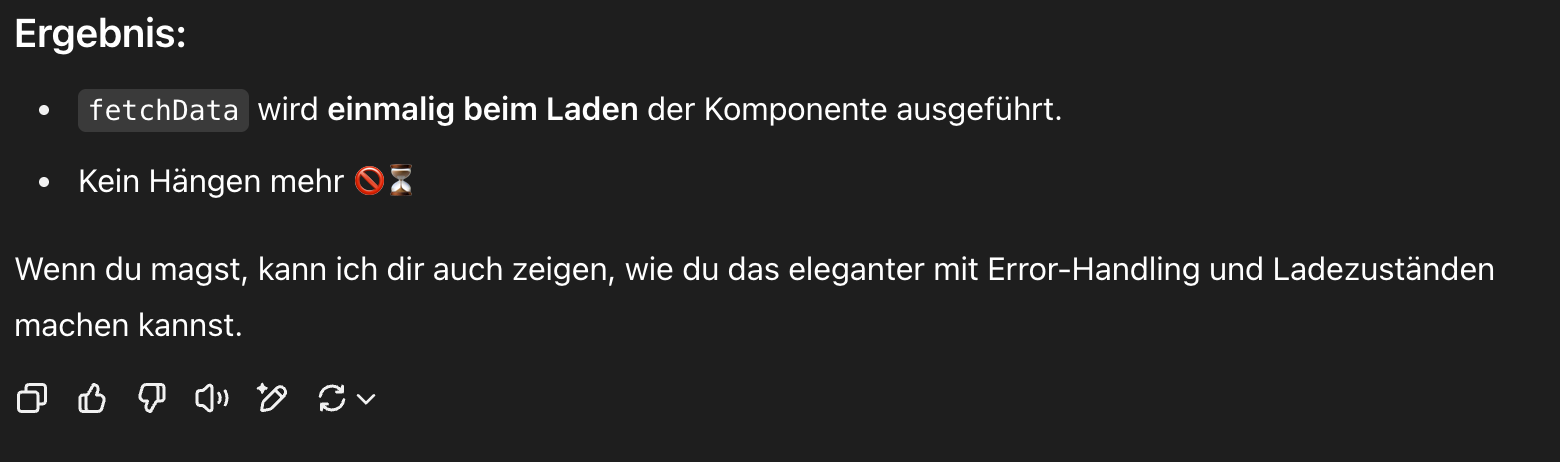 Ergebnis:
fetchData wird einmalig beim Laden der Komponente ausgeführt.
Kein Hängen mehr 🚫⏳
Wenn du magst, kann ich dir auch zeigen, wie du das eleganter mit Error-Handling und Ladezuständen
machen kannst.